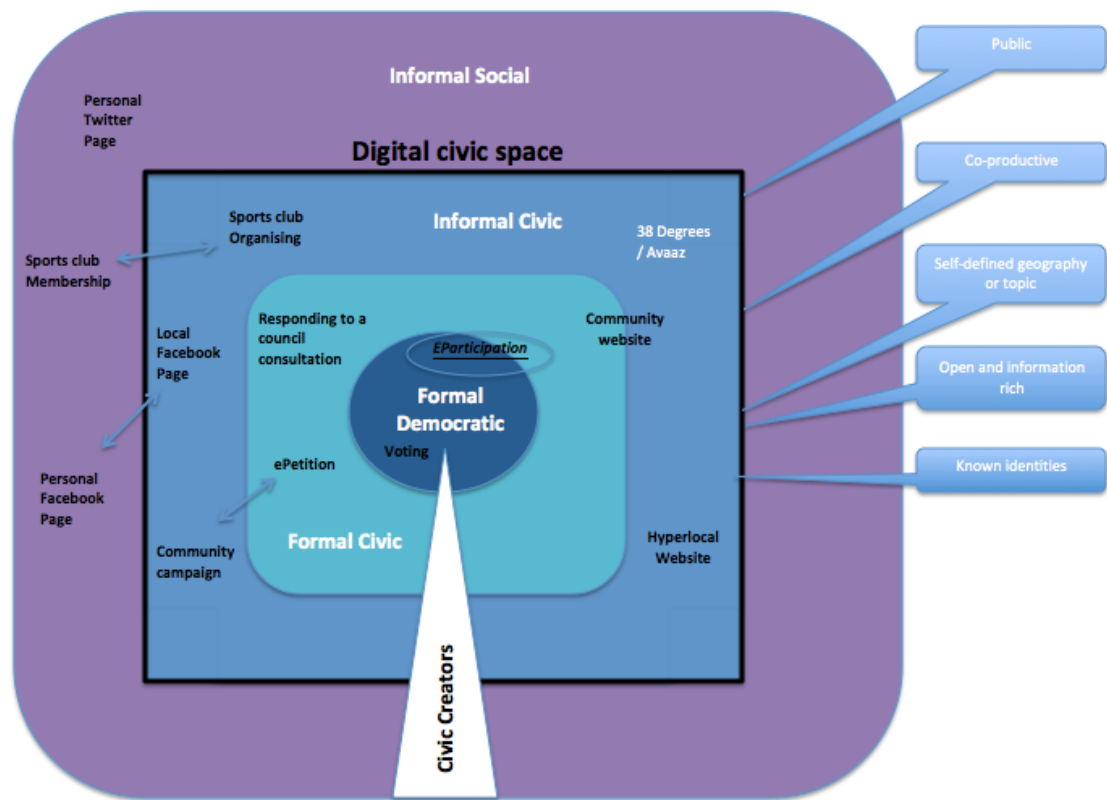 Public
Informal Social
Personal
Twitter
Page
Digital civic space
Co-productive
Sports club
Organising
Informal Civic
38 Degrees
/ Avaaz
Sports club
Membership
Self-defined geography
or topic
Responding to a
council
consultation
Community
website
Local
Facebook
Page
EParticipation
Open and information
rich
Formal
Democratic
Voting
ePetition
Known identities
Personal
Facebook
Page
Formal Civic
Community
campaign
Hyperlocal
Website
Civic Creators